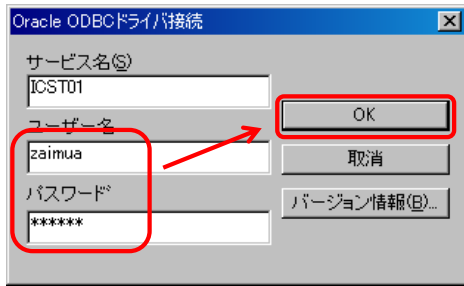 Oracle ODBCドライバ接続
サービス名(S)
ICST01
OK
ユーザー名
zaimua
取消
パスワード
バージョン情報(B)...
******